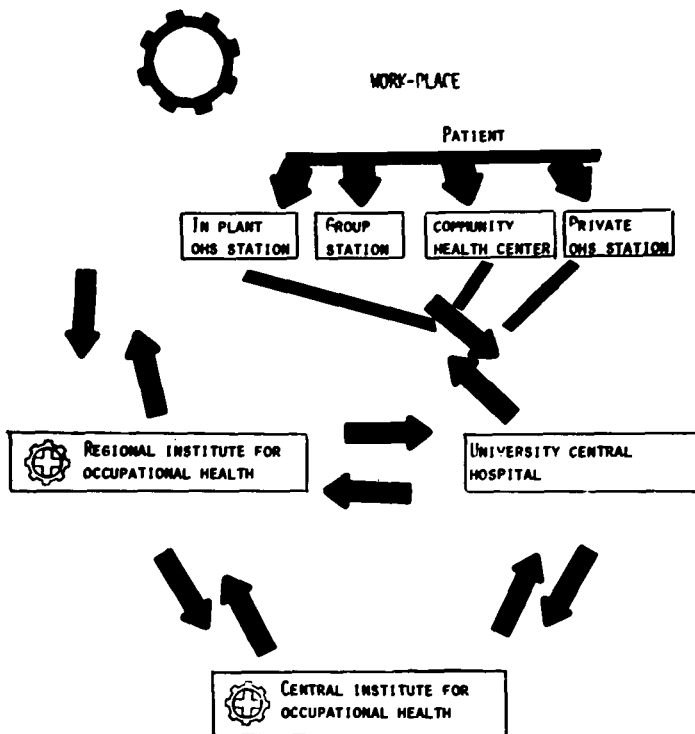 WORK-PLACE
PATIENT
IN PLANT
OHS STATION
GROUP
STATION
COMMUNITY
HEALTH CENTER
PRIVATE
OHS STATION
REGIONAL INSTITUTE FOR
OCCUPATIONAL HEALTH
UNIVERSITY CENTRAL
HOSPITAL
CENTRAL INSTITUTE FOR
OCCUPATIONAL HEALTH